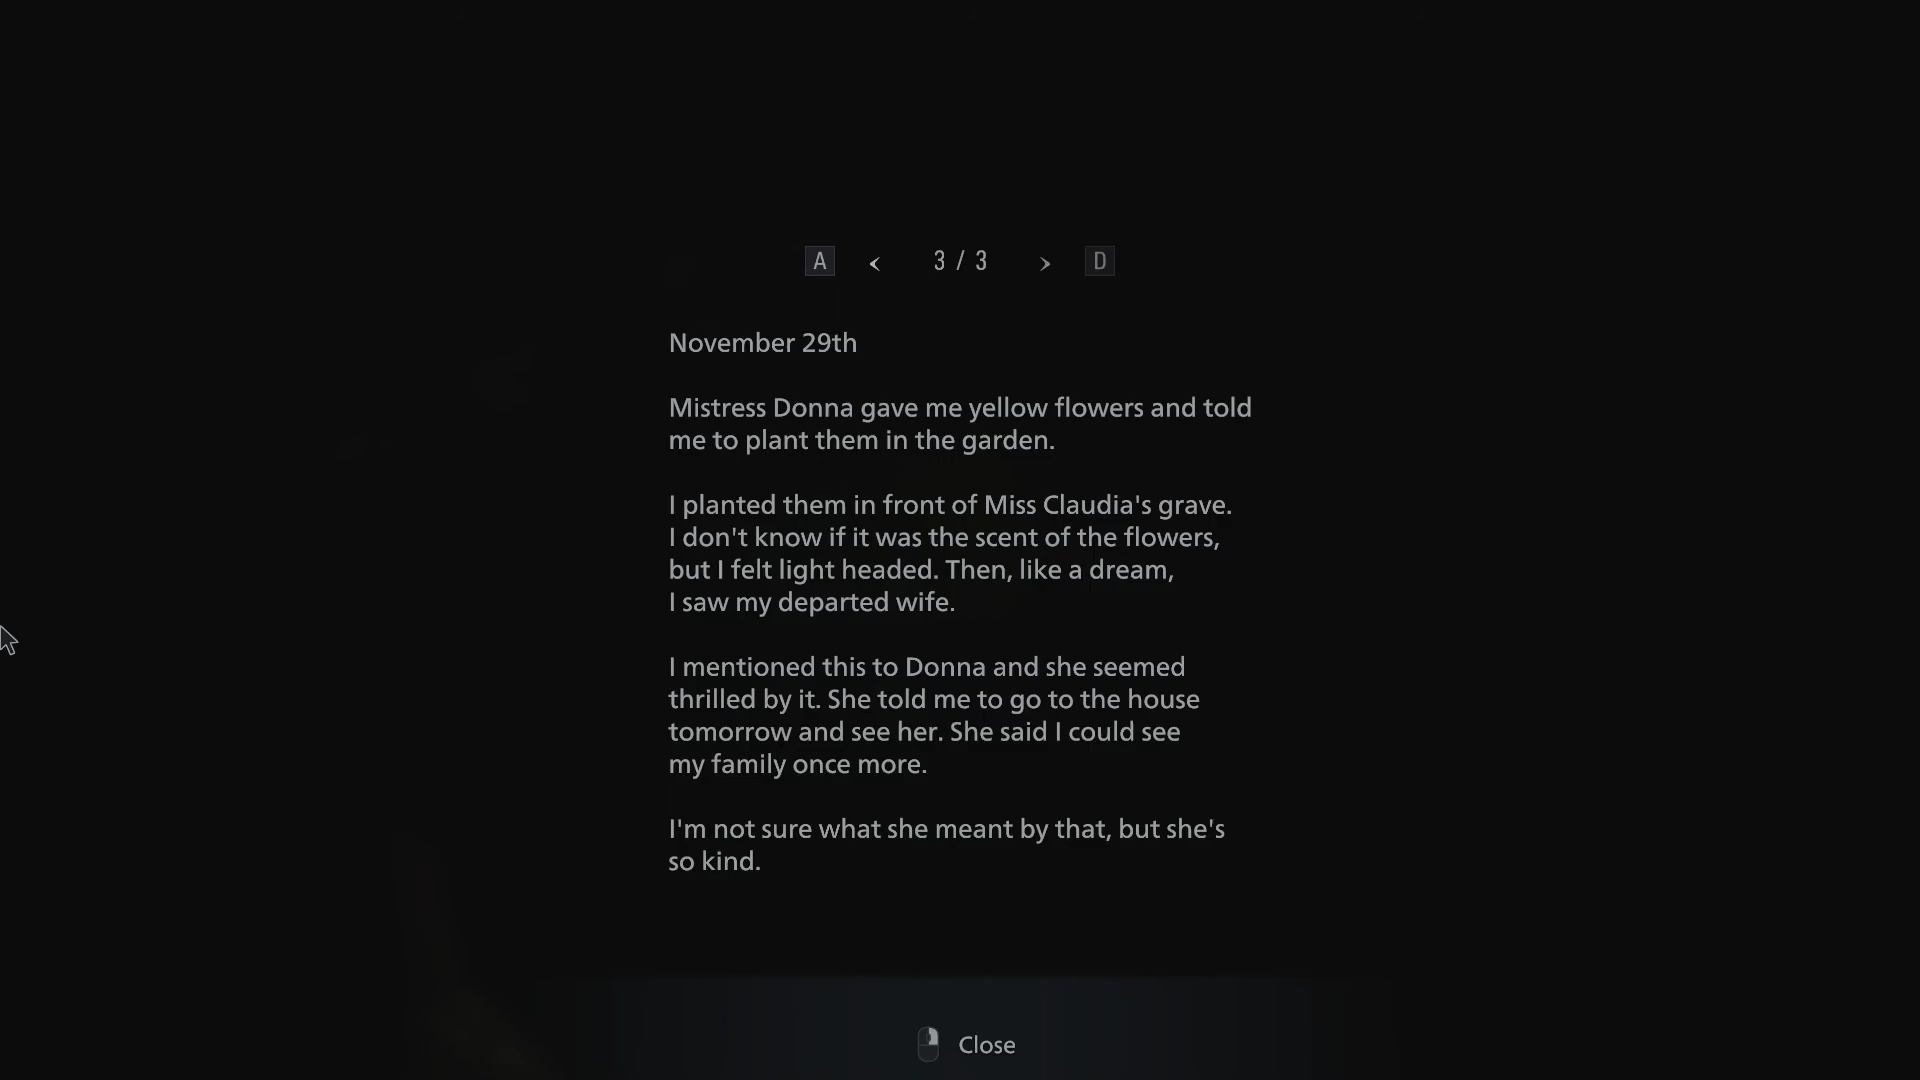 A < 3 / 3 > D
November 29th
Mistress Donna gave me yellow flowers and told
me to plant them in the garden.
I planted them in front of Miss Claudia's grave.
I don't know if it was the scent of the flowers,
but I felt light headed. Then, like a dream,
I saw my departed wife.
I mentioned this to Donna and she seemed
thrilled by it. She told me to go to the house
tomorrow and see her. She said I could see
my family once more.
I'm not sure what she meant by that, but she's
so kind.
Close